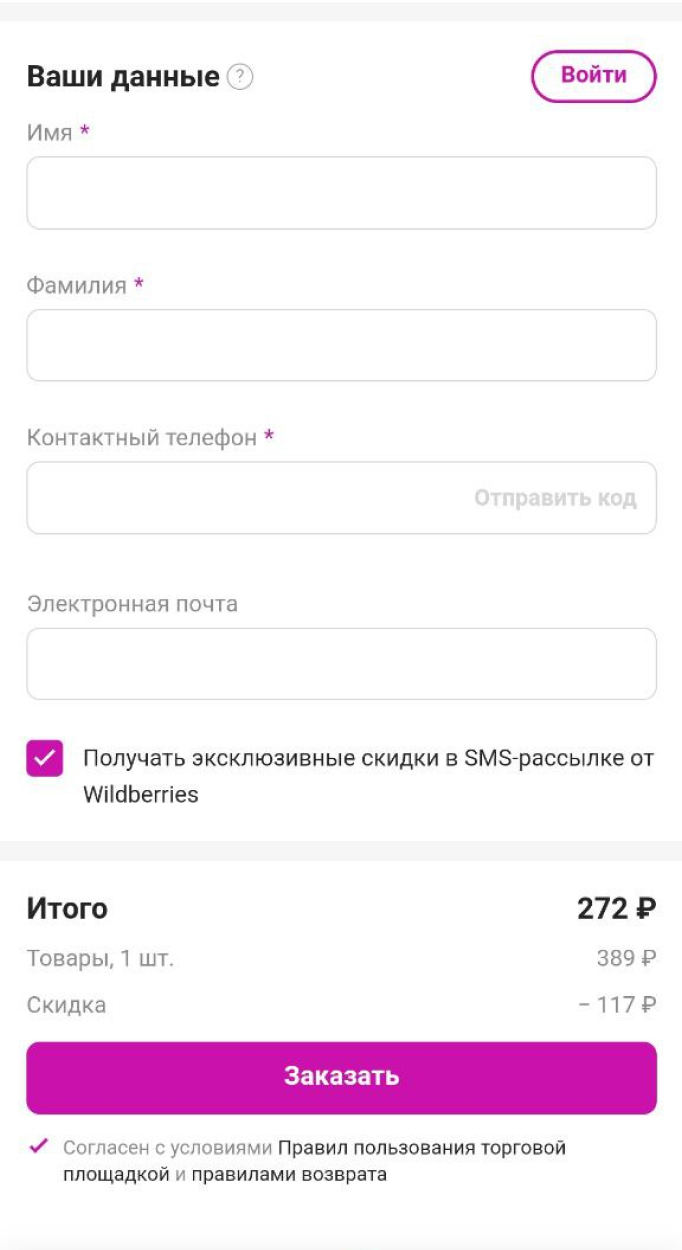 Ваши данные ?
Войти
Имя *
Фамилия *
Контактный телефон *
Отправить код
Электронная почта
Получать эксклюзивные скидки в SMS-рассылке от
Wildberries
Итого 272 ₽
Товары, 1 шт. 389 ₽
Скидка − 117 ₽
Заказать
Согласен с условиями Правил пользования торговой
площадкой и правилами возврата